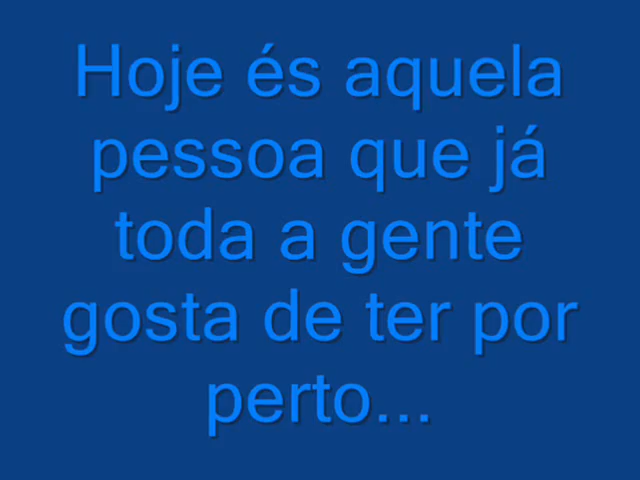 Hoje és aquela
pessoa que já
toda a gente
gosta de ter por
perto...